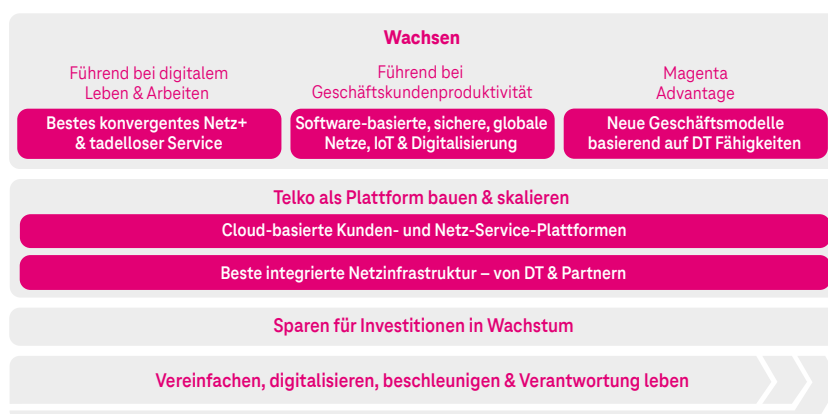 Wachsen
Führend bei digitalem
Leben & Arbeiten
Bestes konvergentes Netz+
& tadelloser Service
Führend bei
Geschäftskundenproduktivität
Software-basierte, sichere, globale
Netze, IoT & Digitalisierung
Magenta
Advantage
Neue Geschäftsmodelle
basierend auf DT Fähigkeiten
Telko als Plattform bauen & skalieren
Cloud-basierte Kunden- und Netz-Service-Plattformen
Beste integrierte Netzinfrastruktur – von DT & Partnern
Sparen für Investitionen in Wachstum
Vereinfachen, digitalisieren, beschleunigen & Verantwortung leben